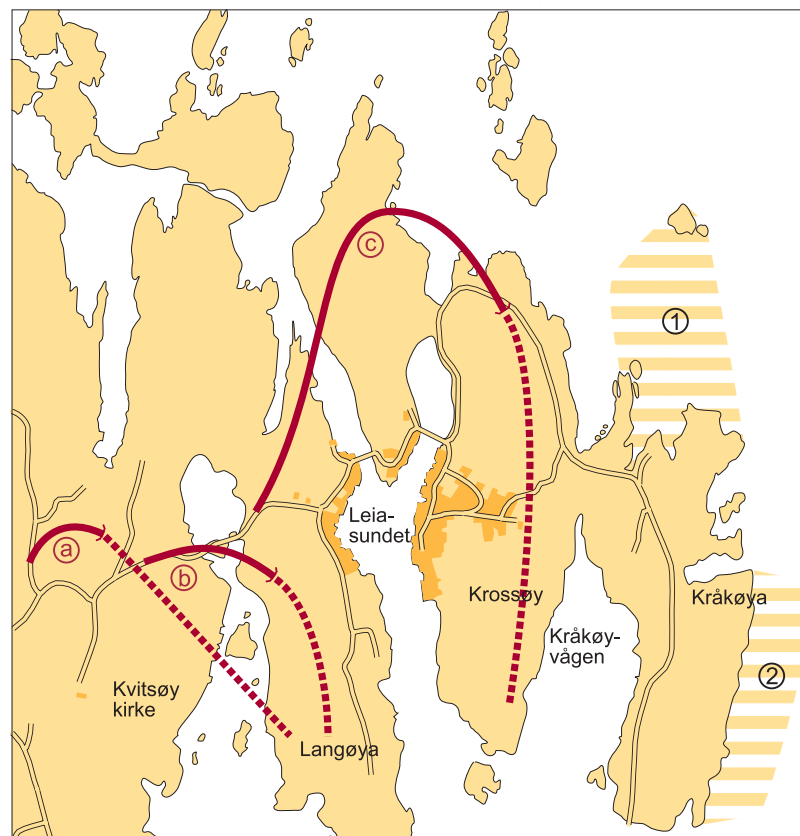 c
1
a
b
Leia-
sundet
Krossøy
Kråkøya
Kråkøy-
vågen
2
Kvitsøy
kirke
Langøya